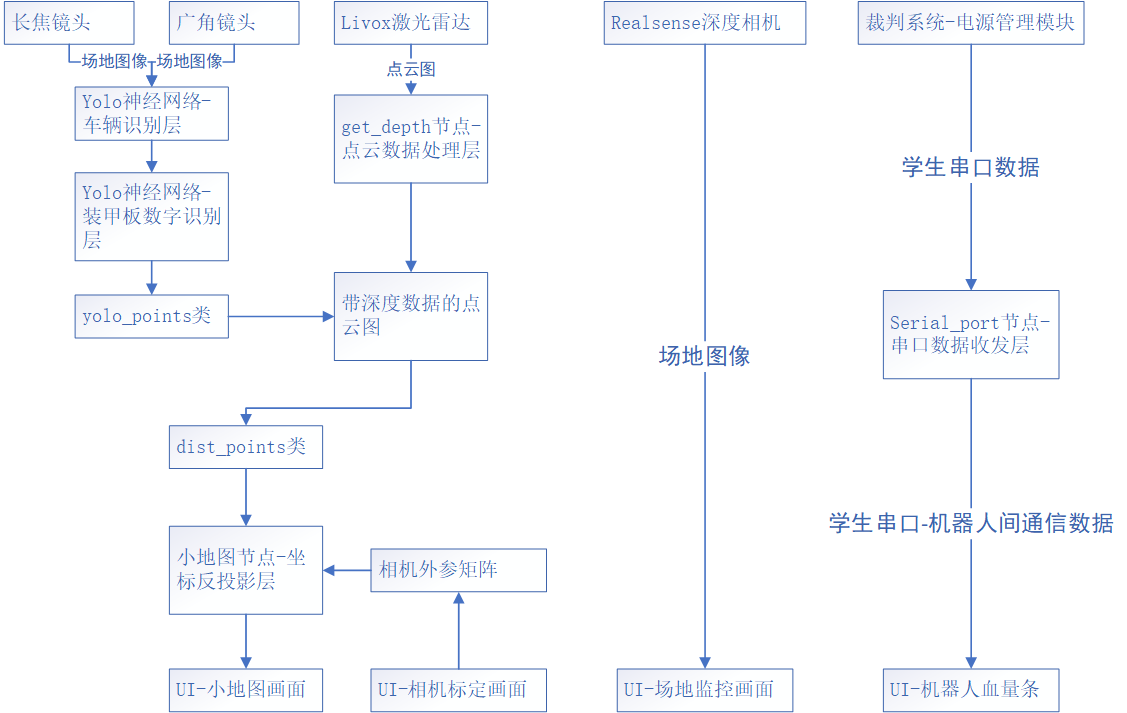 长焦镜头
广角镜头
Livox激光雷达
Realsense深度相机
裁判系统-电源管理模块
场地图像
场地图像
点云图
Yolo神经网络-
车辆识别层
get_depth节点-
点云数据处理层
学生串口数据
Yolo神经网络-
装甲板数字识别
层
yolo_points类
带深度数据的点
云图
Serial_port节点-
串口数据收发层
场地图像
dist_points类
学生串口-机器人间通信数据
小地图节点-坐
标反投影层
相机外参矩阵
UI-小地图画面
UI-相机标定画面
UI-场地监控画面
UI-机器人血量条